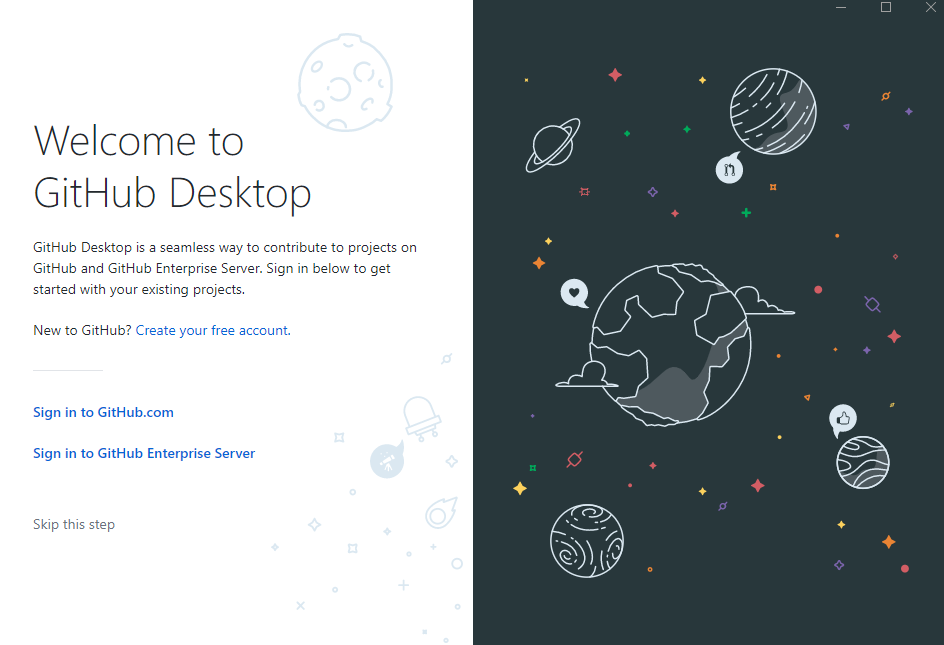 Welcome to
GitHub Desktop
GitHub Desktop is a seamless way to contribute to projects on
GitHub and GitHub Enterprise Server. Sign in below to get
started with your existing projects.
New to GitHub? Create your free account.
Sign in to GitHub.com
Sign in to GitHub Enterprise Server
Skip this step